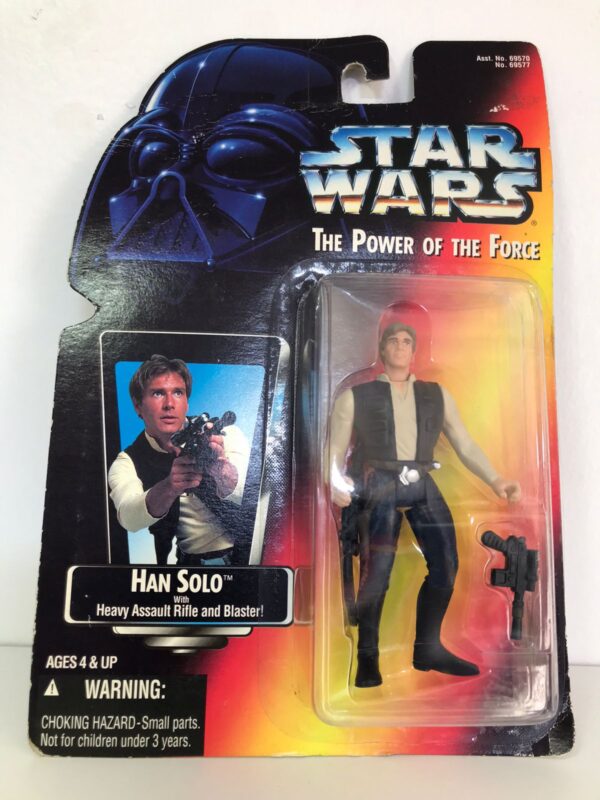 Asst. No. 69570
No. 69577
STAR
WARS®
THE POWER OF THE FORCE
HAN SOLO™
With
Heavy Assault Rifle and Blaster!
AGES 4 & UP
⚠ WARNING:
CHOKING HAZARD-Small parts.
Not for children under 3 years.